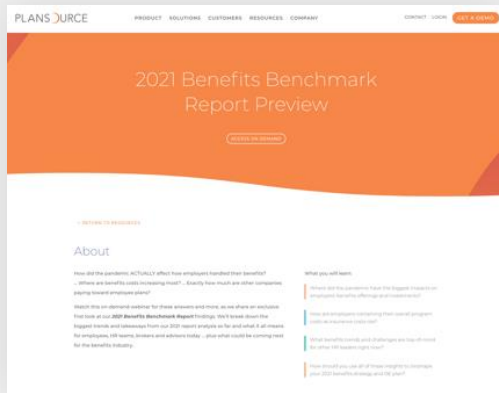 PLANSOURCE
PRODUCT SOLUTIONS CUSTOMERS RESOURCES COMPANY
CONTACT LOGIN GET A DEMO
2021 Benefits Benchmark
Report Preview
ACCESS ON DEMAND
← RETURN TO RESOURCES
About
How did the pandemic ACTUALLY affect how employers handled their benefits?
... Where are benefits costs increasing most? ... Exactly how much are other companies
paying toward employee plans?
Watch this on-demand webinar for these answers and more, as we share an exclusive
first look at our 2021 Benefits Benchmark Report findings. We'll break down the
biggest trends and takeaways from our 2021 report analysis so far and what it all means
for employees, HR teams, brokers and advisors today ... plus what could be coming next
for the benefits industry.
What you will learn:
Where did the pandemic have the biggest impacts on
employers' benefits offerings and investments?
How are employers containing their overall program
costs as insurance costs rise?
What benefits trends and challenges are top-of-mind
for other HR leaders right now?
How should you use all of these insights to reshape
your 2021 benefits strategy and OE plan?